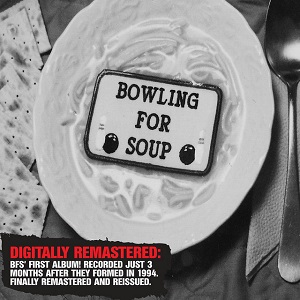 BOWLING
FOR
SOUP
DIGITALLY REMASTERED:
BFS' FIRST ALBUM! RECORDED JUST 3
MONTHS AFTER THEY FORMED IN 1994.
FINALLY REMASTERED AND REISSUED.